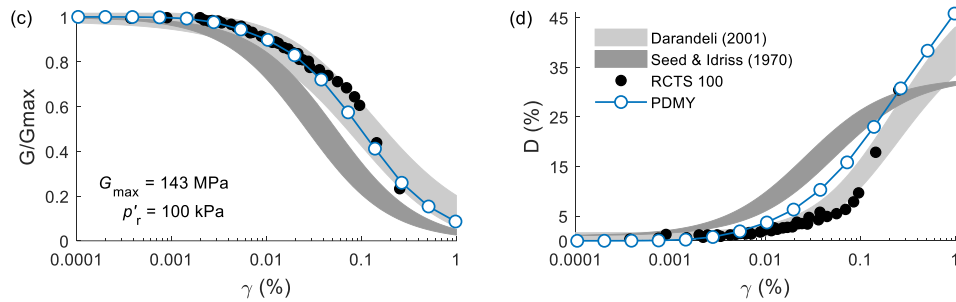 (c)
G/Gmax
1
0.8
0.6
0.4
0.2
0
G_max = 143 MPa
p'_r = 100 kPa
0.0001
0.001
0.01
0.1
1
γ (%)
(d)
D (%)
45
35
25
15
5
0
Darandeli (2001)
Seed & Idriss (1970)
RCTS 100
PDMY
0.0001
0.001
0.01
0.1
1
γ (%)